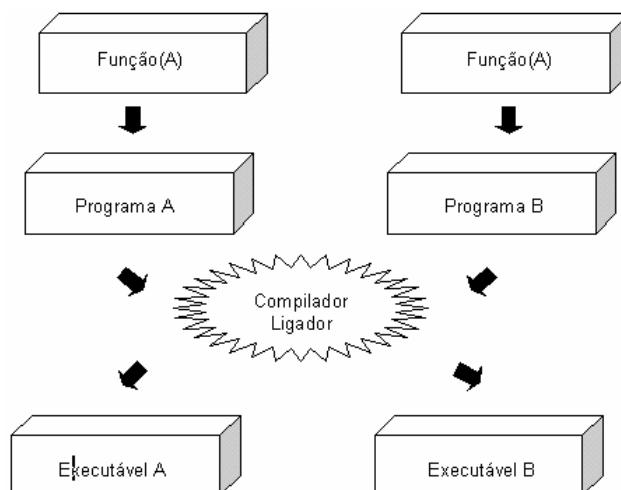 Função(A)
Função(A)
Programa A
Programa B
Compilador
Ligador
Executável A
Executável B